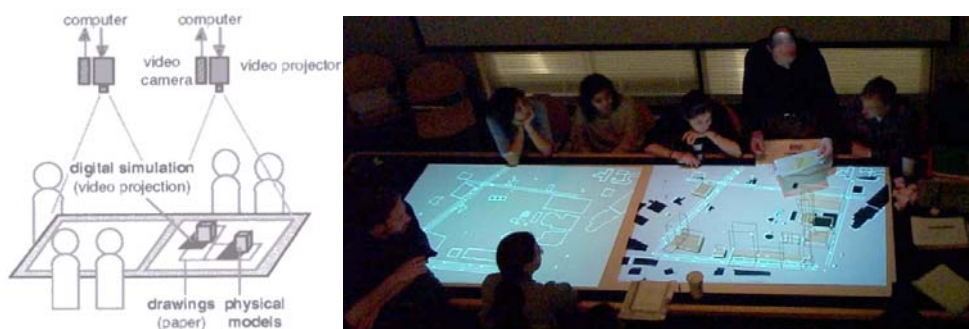 computer
computer
video
camera
video projector
digital simulation
(video projection)
drawings
(paper)
physical
models